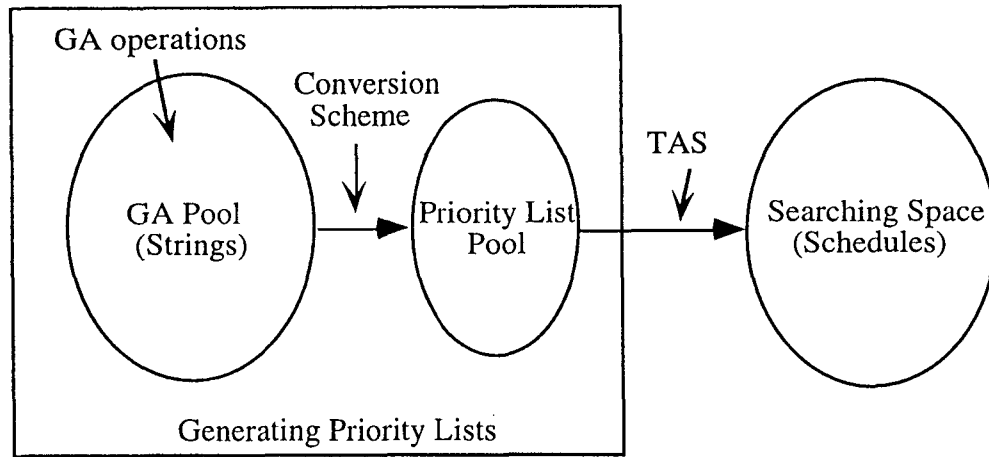 GA operations
Conversion
Scheme
TAS
GA Pool
(Strings)
Priority List
Pool
Searching Space
(Schedules)
Generating Priority Lists